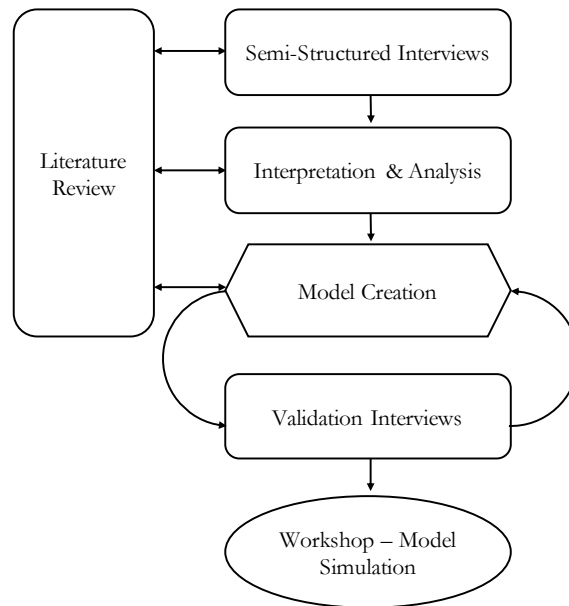 Literature
Review
Semi-Structured Interviews
Interpretation & Analysis
Model Creation
Validation Interviews
Workshop – Model
Simulation